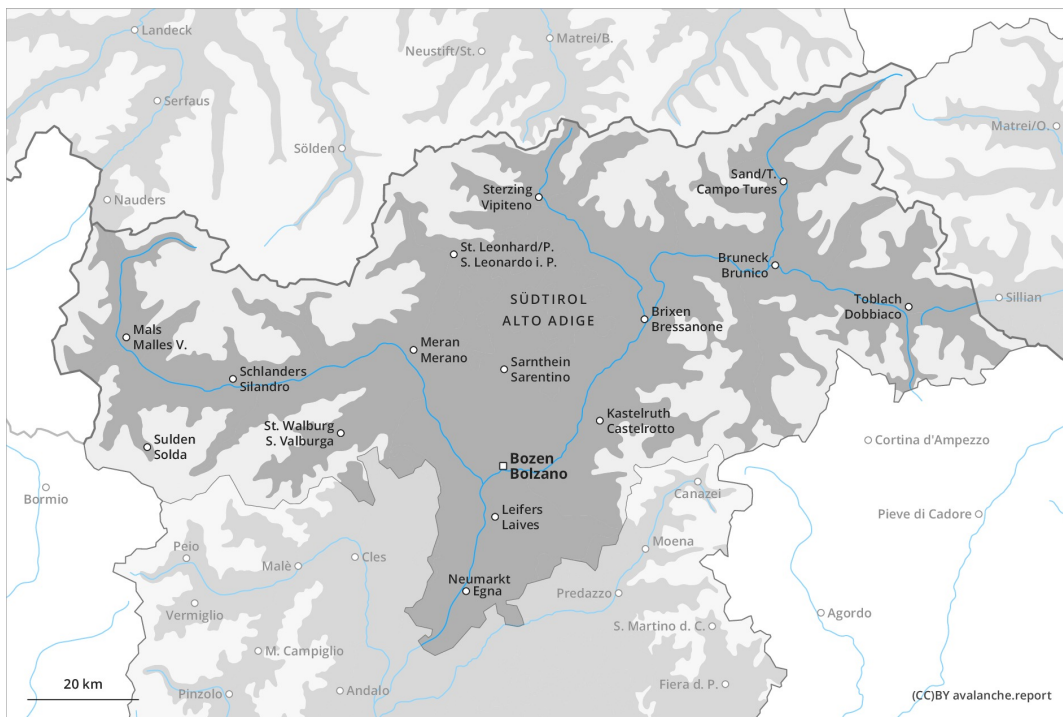 Landeck
Neustift/St.
Matrei/B.
Serfaus
Matrei/O.
Sölden
Sand/T.
Campo Tures
Nauders
Sterzing
Vipiteno
St. Leonhard/P.
S. Leonardo i. P.
Bruneck
Brunico
SÜDTIROL
ALTO ADIGE
Toblach
Dobbiaco
Sillian
Brixen
Bressanone
Mals
Malles V.
Meran
Merano
Sarnthein
Sarentino
Schlanders
Silandro
St. Walburg
S. Valburga
Kastelruth
Castelrotto
Sulden
Solda
Cortina d'Ampezzo
Bozen
Bolzano
Bormio
Canazei
Leifers
Laives
Pieve di Cadore
Peio
Malè
Cles
Moena
Neumarkt
Egna
Predazzo
Vermiglio
Agordo
S. Martino d. C.
M. Campiglio
20 km
Pinzolo
Andalo
Fiera d. P.
(CC)BY avalanche.report